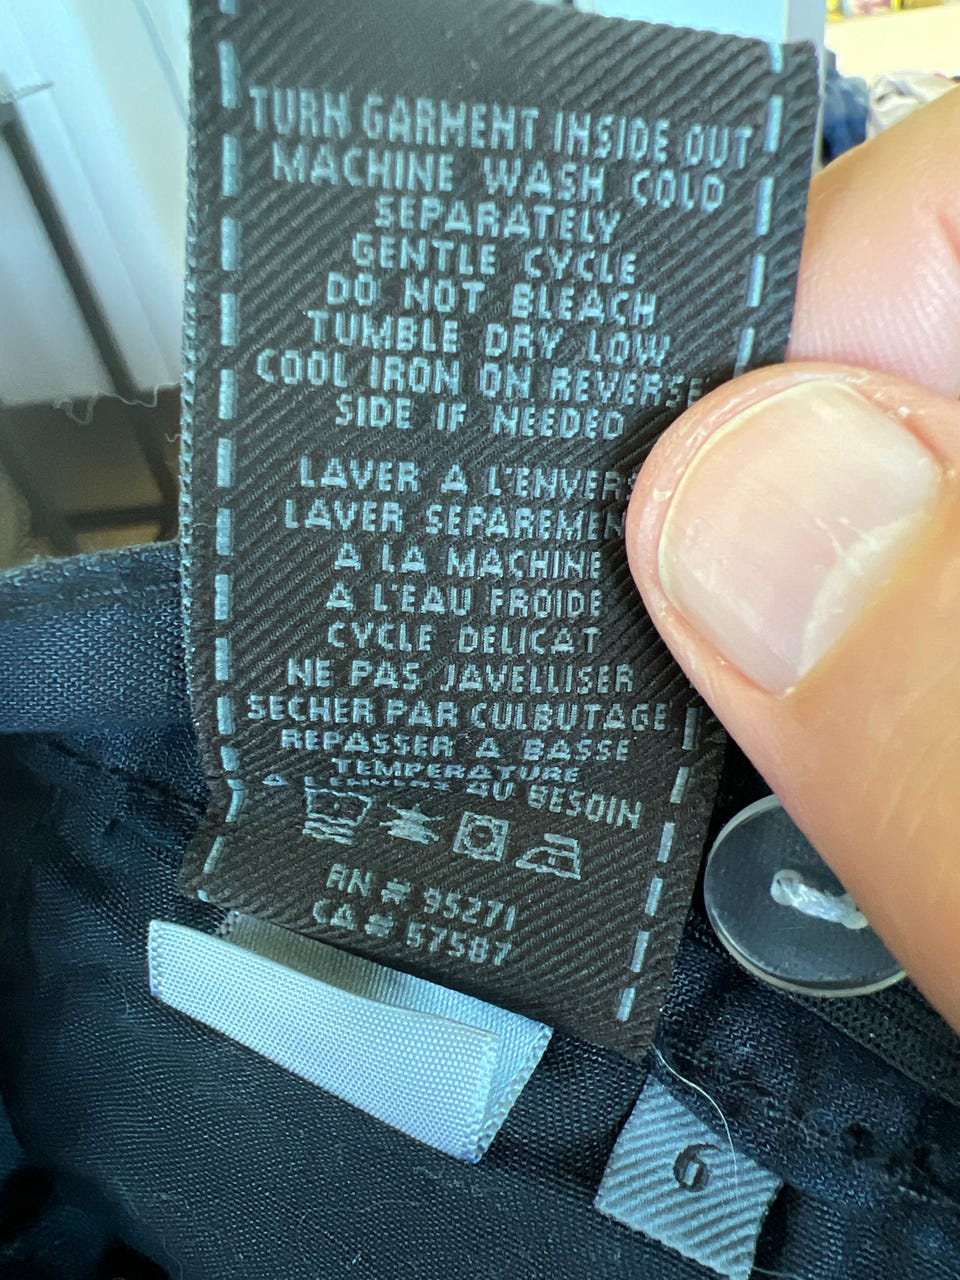 TURN GARMENT INSIDE OUT
MACHINE WASH COLD
SEPARATELY
GENTLE CYCLE
DO NOT BLEACH
TUMBLE DRY LOW
COOL IRON ON REVERSE
SIDE IF NEEDED
LAVER A L'ENVERS
LAVER SEPAREMEN
A LA MACHINE
A L'EAU FROIDE
CYCLE DELICAT
NE PAS JAVELLISER
SECHER PAR CULBUTAGE
REPASSER A BASSE
TEMPERATURE
A L'ENVERS AU BESOIN
RN # 95271
CA # 57587
6